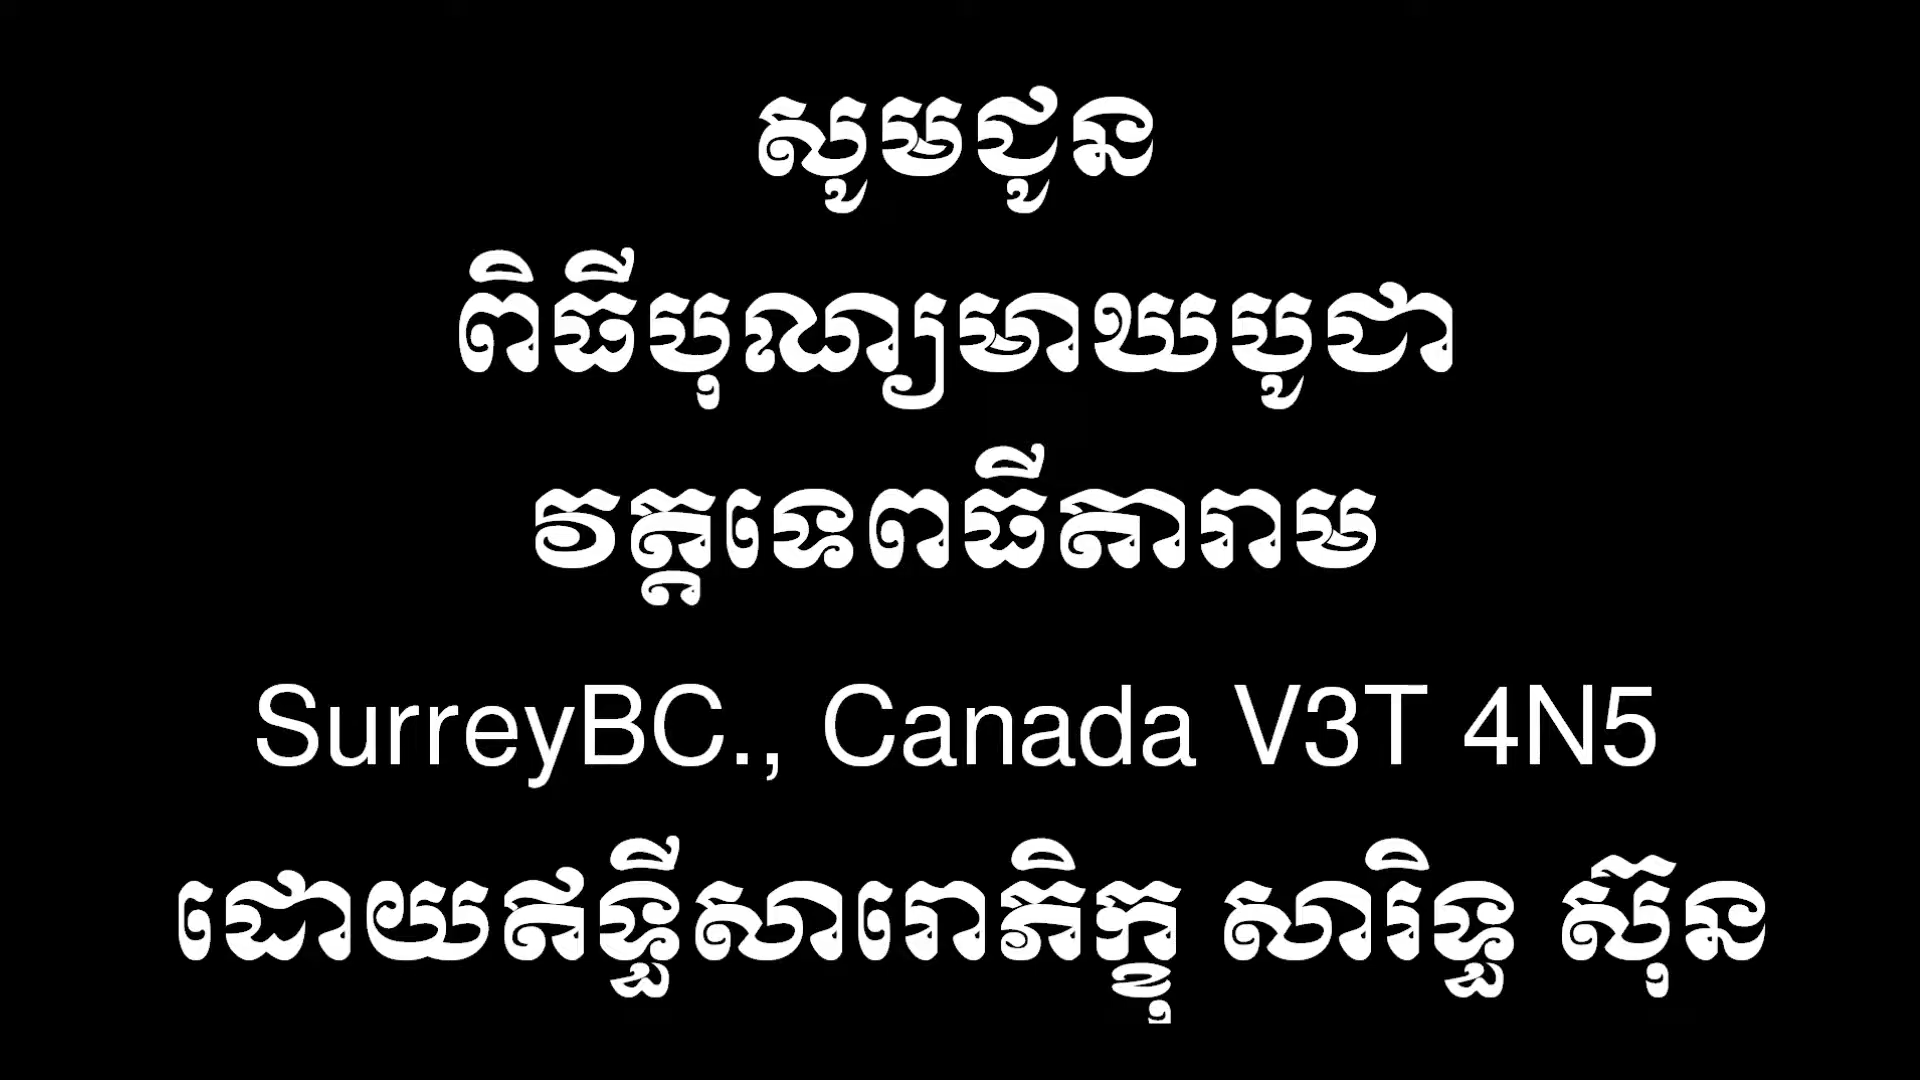 សូមជូន
ពិធីបុណ្យមាឃបូជា
វត្តទេពធីតារាម
SurreyBC., Canada V3T 4N5
ដោយឥទ្ធីសារោភិក្ខុ សារិទ្ធ ស៊ុន